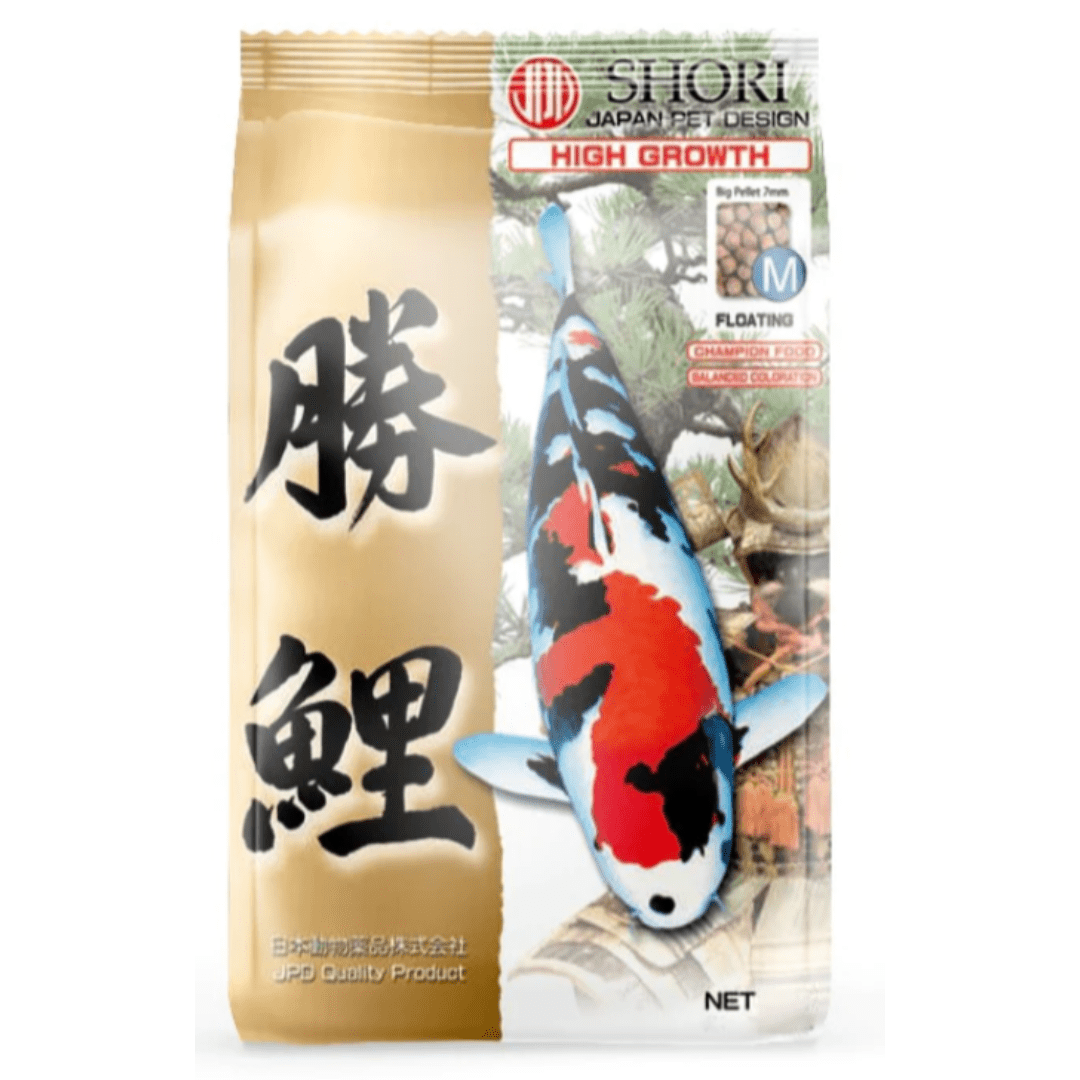 勝
鯉
日本動物薬品株式会社
JPD Quality Product
JPD
SHORI
JAPAN PET DESIGN
HIGH GROWTH
Big Pellet 7mm
M
FLOATING
CHAMPION FOOD
BALANCED COLORATION
NET